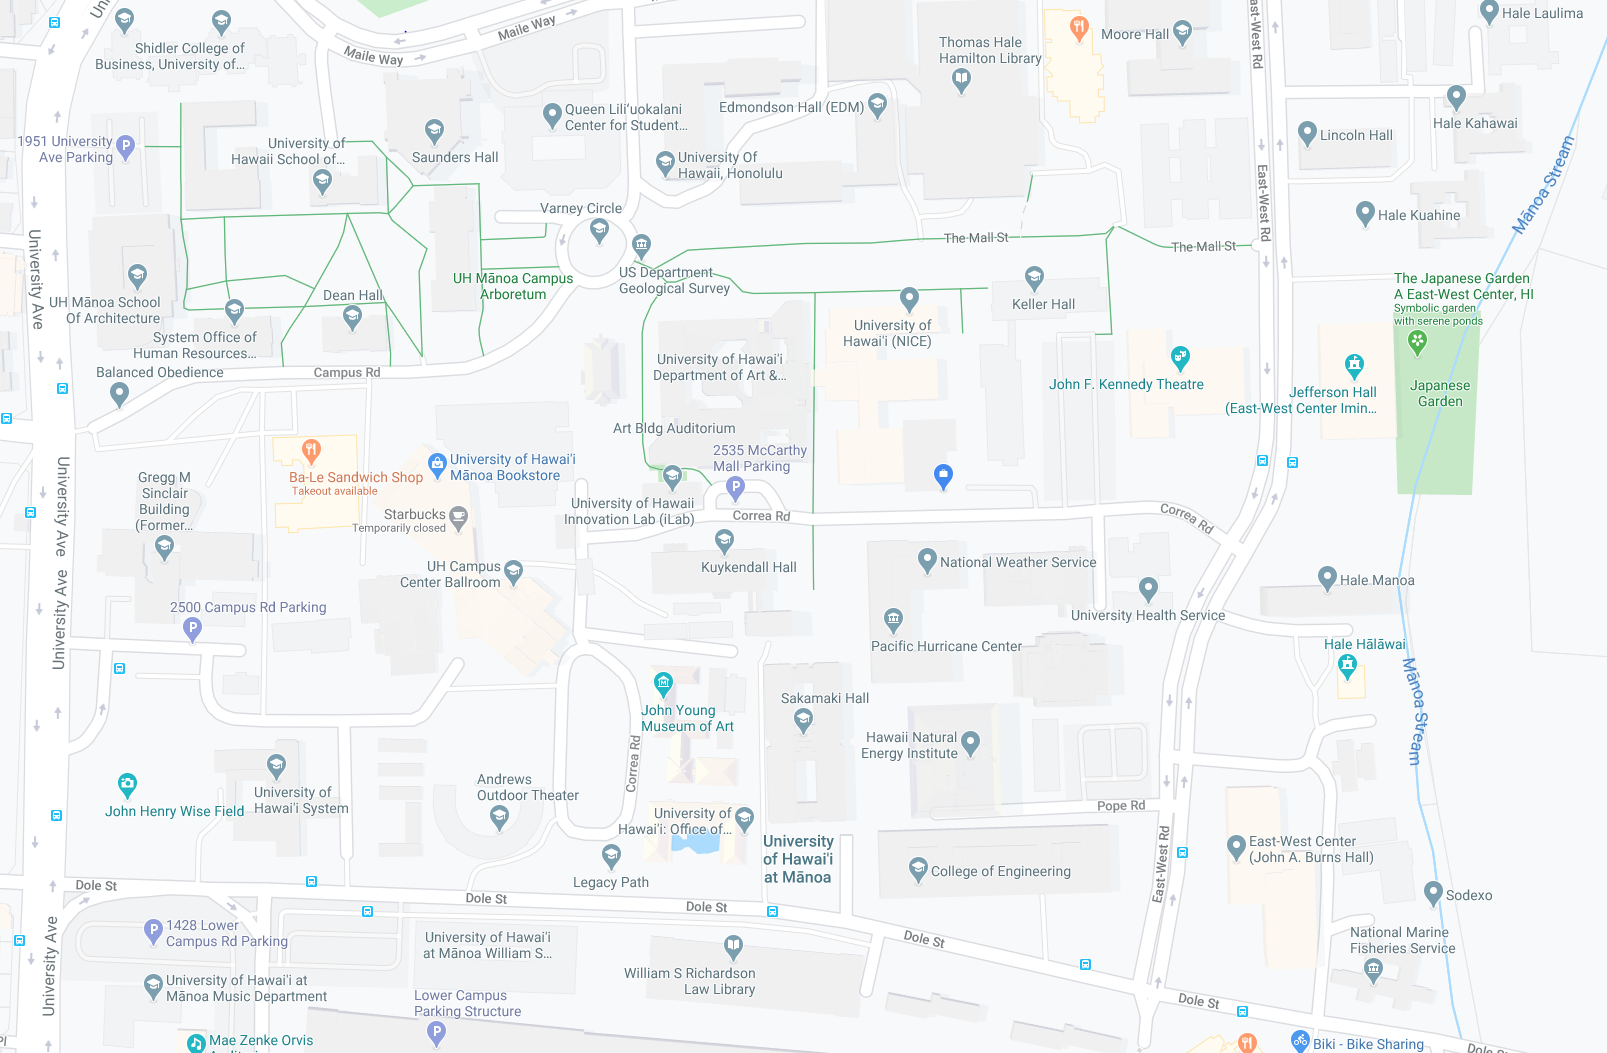 Maile Way
Maile Way
Shidler College of
Business, University of...
Thomas Hale
Hamilton Library
Moore Hall
Hale Laulima
East-West Rd
1951 University
Ave Parking
University of
Hawaii School of...
Saunders Hall
Queen Liliʻuokalani
Center for Student...
Edmondson Hall (EDM)
University Of
Hawaii, Honolulu
Lincoln Hall
Hale Kahawai
Mānoa Stream
Hale Kuahine
East-West Rd
Varney Circle
The Mall St
The Mall St
University Ave
UH Mānoa School
Of Architecture
Dean Hall
UH Mānoa Campus
Arboretum
US Department
Geological Survey
Keller Hall
The Japanese Garden
A East-West Center, HI
Symbolic garden
with serene ponds
System Office of
Human Resources...
University of
Hawai'i (NICE)
Balanced Obedience
Campus Rd
University of Hawai'i
Department of Art &...
John F. Kennedy Theatre
Jefferson Hall
(East-West Center Imin...
Japanese
Garden
Art Bldg Auditorium
2535 McCarthy
Mall Parking
Ba-Le Sandwich Shop
Takeout available
University of Hawai'i
Mānoa Bookstore
Gregg M
Sinclair
Building
(Former...
Starbucks
Temporarily closed
University of Hawaii
Innovation Lab (iLab)
Correa Rd
Correa Rd
University Ave
UH Campus
Center Ballroom
Kuykendall Hall
National Weather Service
Hale Manoa
University Health Service
2500 Campus Rd Parking
University Ave
Pacific Hurricane Center
Hale Hālāwai
Mānoa Stream
John Young
Museum of Art
Sakamaki Hall
Hawaii Natural
Energy Institute
Correa Rd
University of
Hawai'i System
John Henry Wise Field
Andrews
Outdoor Theater
University of
Hawai'i: Office of...
Pope Rd
University
of Hawai'i
at Mānoa
East-West Center
(John A. Burns Hall)
East-West Rd
College of Engineering
Legacy Path
Dole St
Dole St
Dole St
Sodexo
1428 Lower
Campus Rd Parking
University Ave
University of Hawai'i
at Mānoa William S...
Dole St
National Marine
Fisheries Service
William S Richardson
Law Library
University of Hawai'i at
Mānoa Music Department
Lower Campus
Parking Structure
Dole St
Mae Zenke Orvis
Biki - Bike Sharing